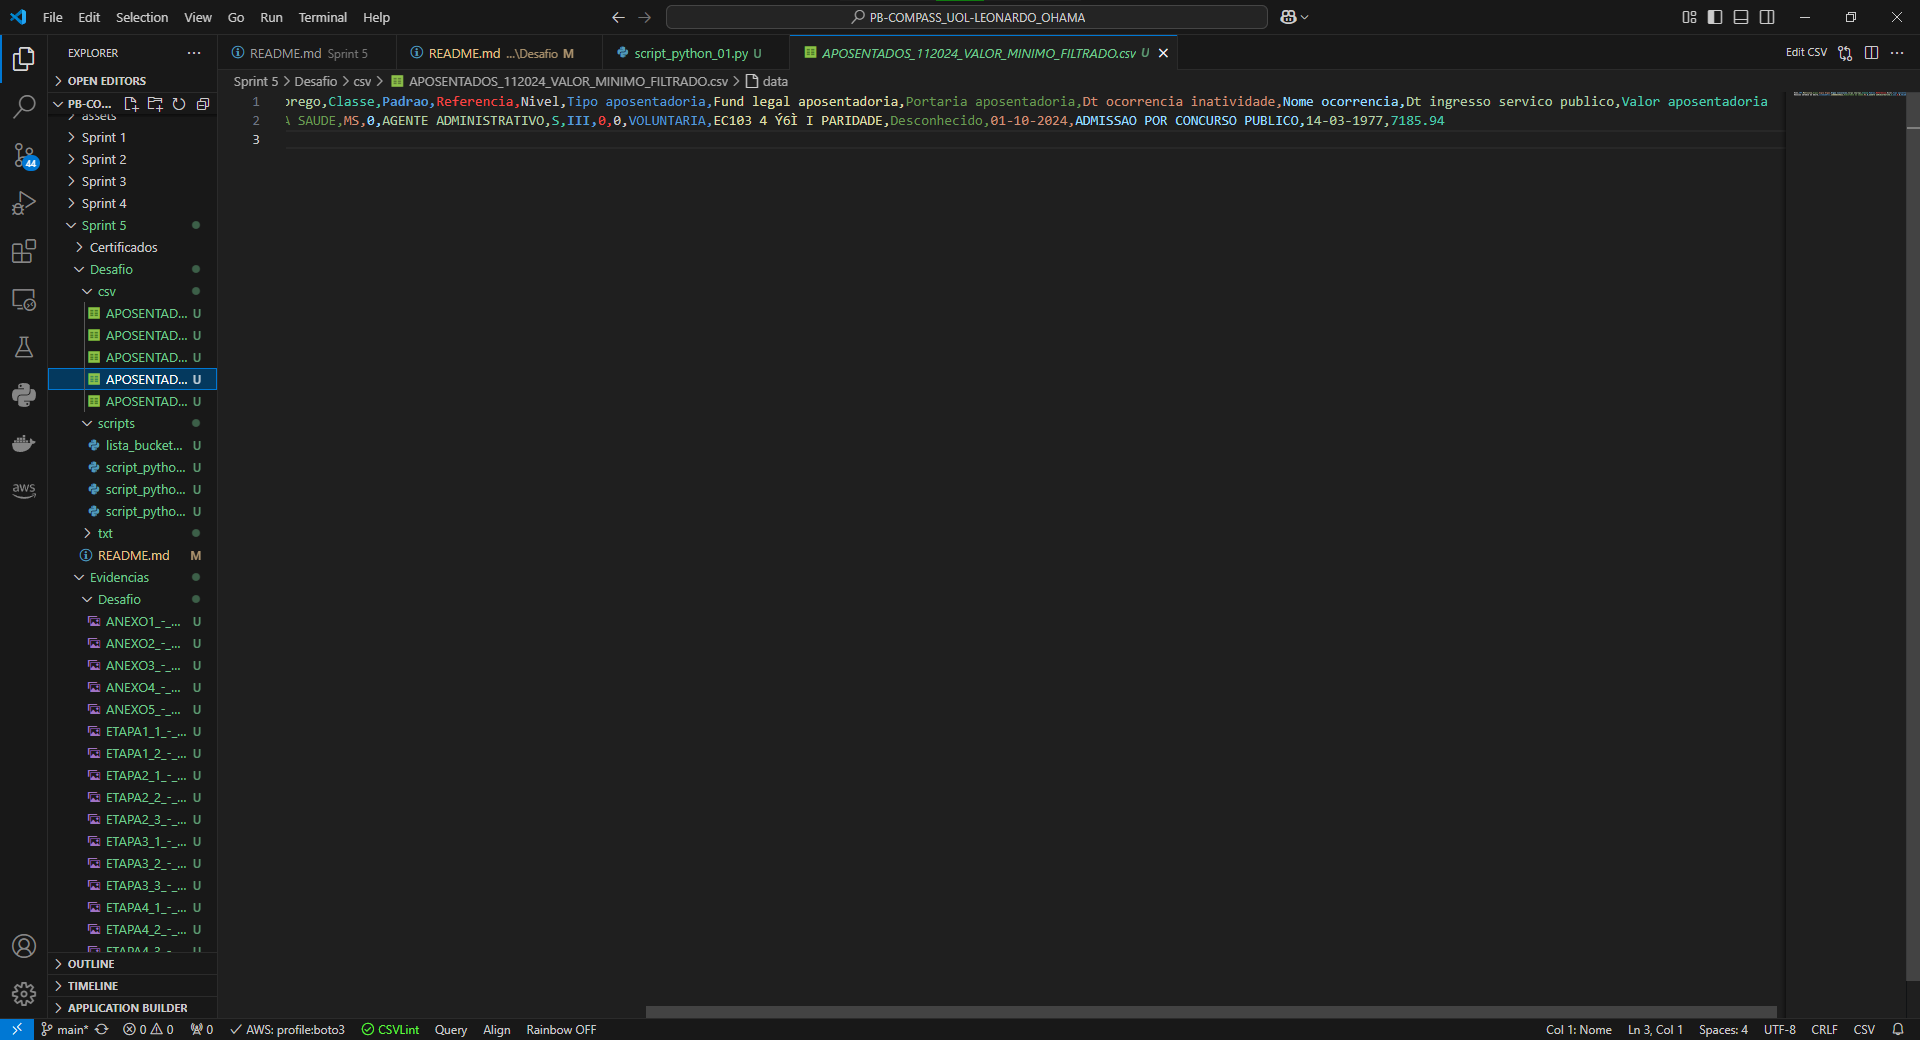 File Edit Selection View Go Run Terminal Help
PB-COMPASS_UOL-LEONARDO_OHAMA
EXPLORER
README.md Sprint 5
README.md ...\Desafio M
script_python_01.py U
APOSENTADOS_112024_VALOR_MINIMO_FILTRADO.csv U
Edit CSV
OPEN EDITORS
Sprint 5 > Desafio > csv > APOSENTADOS_112024_VALOR_MINIMO_FILTRADO.csv > data
PB-CO...
1 prego,Classe,Padrao,Referencia,Nivel,Tipo aposentadoria,Fund legal aposentadoria,Portaria aposentadoria,Dt ocorrencia inatividade,Nome ocorrencia,Dt ingresso servico publico,Valor aposentadoria
2 A SAUDE,MS,0,AGENTE ADMINISTRATIVO,S,III,0,0,VOLUNTARIA,EC103 4 Ý6Ì I PARIDADE,Desconhecido,01-10-2024,ADMISSAO POR CONCURSO PUBLICO,14-03-1977,7185.94
3
assets
Sprint 1
Sprint 2
44
Sprint 3
Sprint 4
Sprint 5
Certificados
Desafio
csv
APOSENTAD... U
APOSENTAD... U
APOSENTAD... U
APOSENTAD... U
APOSENTAD... U
scripts
lista_bucket... U
script_pytho... U
script_pytho... U
aws
script_pytho... U
txt
README.md M
Evidencias
Desafio
ANEXO1_-_... U
ANEXO2_-_... U
ANEXO3_-_... U
ANEXO4_-_... U
ANEXO5_-_... U
ETAPA1_1_-_... U
ETAPA1_2_-_... U
ETAPA2_1_-_... U
ETAPA2_2_-_... U
ETAPA2_3_-_... U
ETAPA3_1_-_... U
ETAPA3_2_-_... U
ETAPA3_3_-_... U
ETAPA4_1_-_... U
ETAPA4_2_-_... U
ETAPA4_3_-_... U
OUTLINE
TIMELINE
APPLICATION BUILDER
main* 0 0 0 AWS: profile:boto3 CSVLint Query Align Rainbow OFF
Col 1: Nome Ln 3, Col 1 Spaces: 4 UTF-8 CRLF CSV